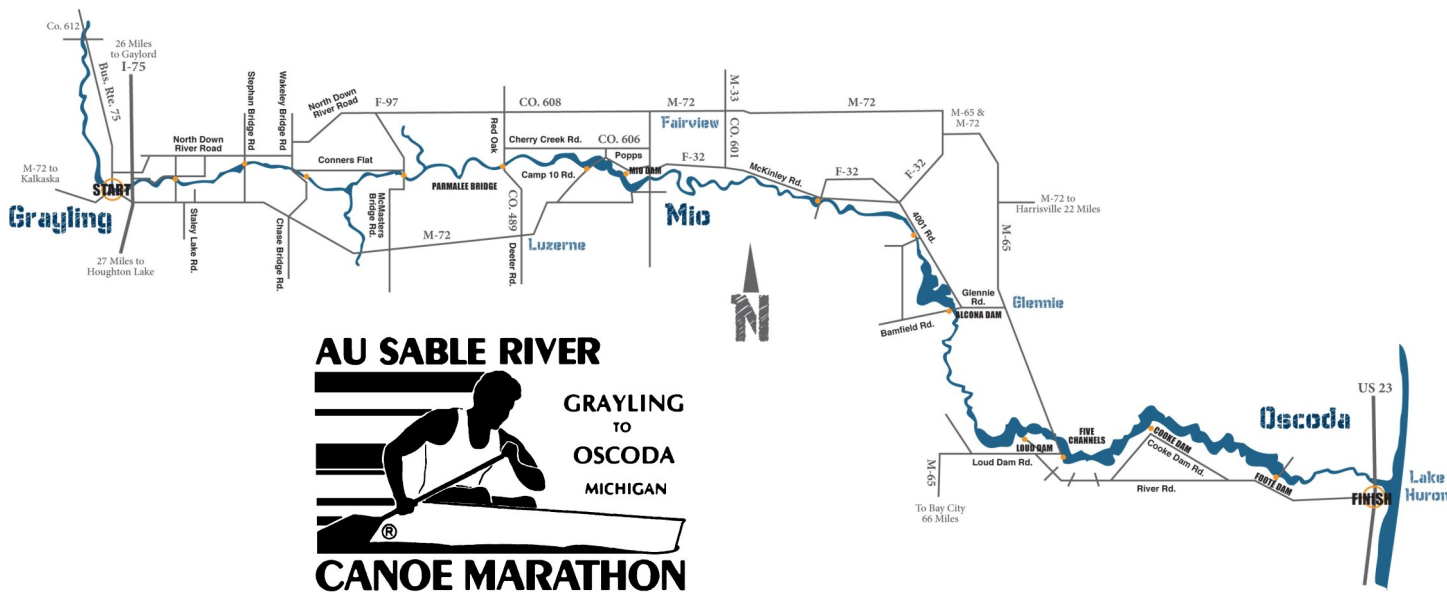 Co. 612
Bus. Rte. 75
26 Miles
to Gaylord
I-75
M-72 to
Kalkaska
START
Grayling
27 Miles to
Houghton Lake
North Down
River Road
Staley Lake Rd.
Stephan Bridge Rd
Wakeley Bridge Rd
Chase Bridge Rd.
North Down
River Road
F-97
Conners Flat
McMasters
Bridge Rd.
M-72
PARMALEE BRIDGE
Red Oak
CO. 489
Deeter Rd.
CO. 608
Cherry Creek Rd.
CO. 606
Popps
Camp 10 Rd.
MIO DAM
Luzerne
Mio
M-72
Fairview
M-33
CO. 601
F-32
McKinley Rd.
M-72
F-32
F-32
M-65 &
M-72
M-72 to
Harrisville 22 Miles
M-65
4001 Rd.
Glennie
Rd.
Glennie
ALCONA DAM
Bamfield Rd.
N
LOUD DAM
Loud Dam Rd.
M-65
To Bay City
66 Miles
FIVE
CHANNELS
COOKE DAM
Cooke Dam Rd.
River Rd.
FOOTE DAM
Oscoda
US 23
FINISH
Lake
Huron
AU SABLE RIVER
GRAYLING
TO
OSCODA
MICHIGAN
®
CANOE MARATHON